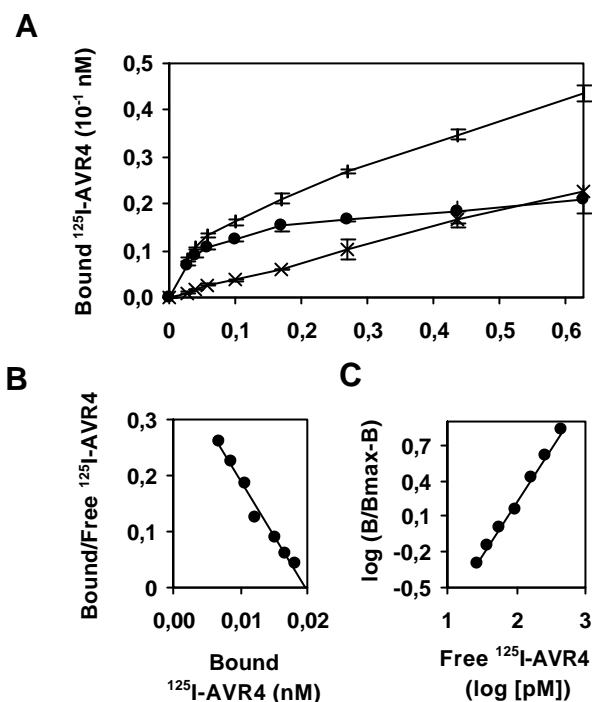 A
Bound ¹²⁵I-AVR4 (10⁻¹ nM)
0,5
0,4
0,3
0,2
0,1
0,0
0 0,1 0,2 0,3 0,4 0,5 0,6
B
Bound/Free ¹²⁵I-AVR4
0,3
0,2
0,1
0
0,00 0,01 0,02
Bound
¹²⁵I-AVR4 (nM)
C
log (B/Bmax-B)
0,7
0,4
0,1
-0,2
-0,5
1 2 3
Free ¹²⁵I-AVR4
(log [pM])